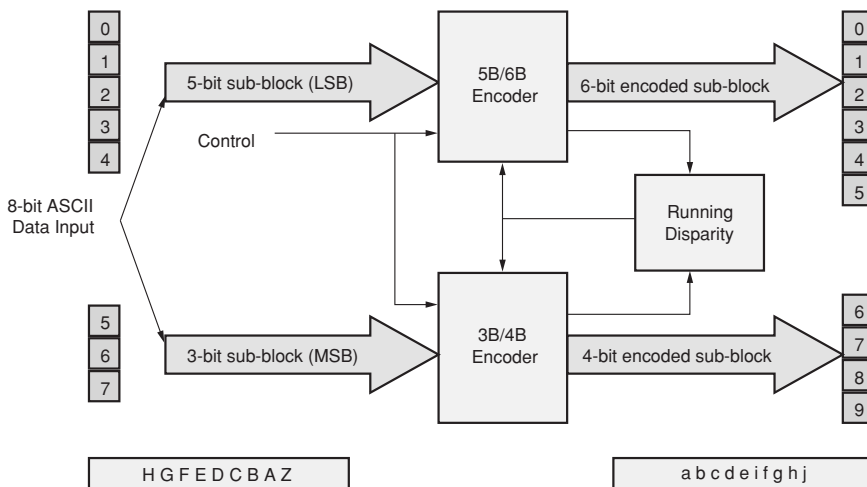 0
1
2
3
4
5-bit sub-block (LSB)
5B/6B
Encoder
6-bit encoded sub-block
0
1
2
3
4
5
Control
8-bit ASCII
Data Input
Running
Disparity
5
6
7
3-bit sub-block (MSB)
3B/4B
Encoder
4-bit encoded sub-block
6
7
8
9
H G F E D C B A Z
a b c d e i f g h j